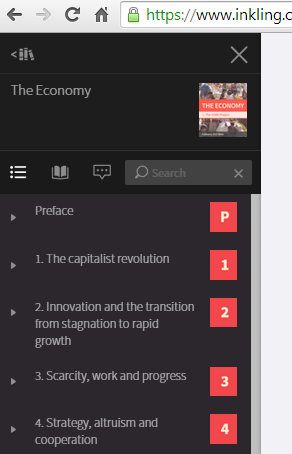 https://www.inkling.c
The Economy
THE ECONOMY
Search
Preface
P
1. The capitalist revolution
1
2. Innovation and the transition
from stagnation to rapid
growth
2
3. Scarcity, work and progress
3
4. Strategy, altruism and
cooperation
4